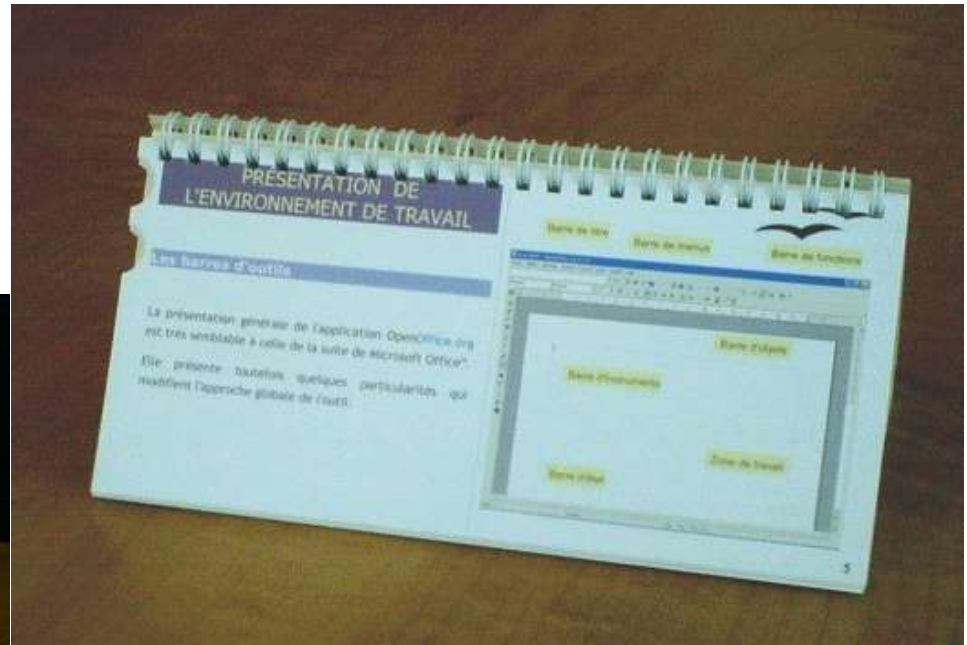 PRÉSENTATION DE
L'ENVIRONNEMENT DE TRAVAIL
Les barres d'outils
La présentation générale de l'application OpenOffice.org
est très semblable à celle de la suite de Microsoft Office®.
Elle présente toutefois quelques particularités qui
modifient l'approche globale de l'outil.
Barre de titre
Barre de menus
Barre de fonctions
Barre d'objets
Barre d'instruments
Zone de travail
Barre d'état
5